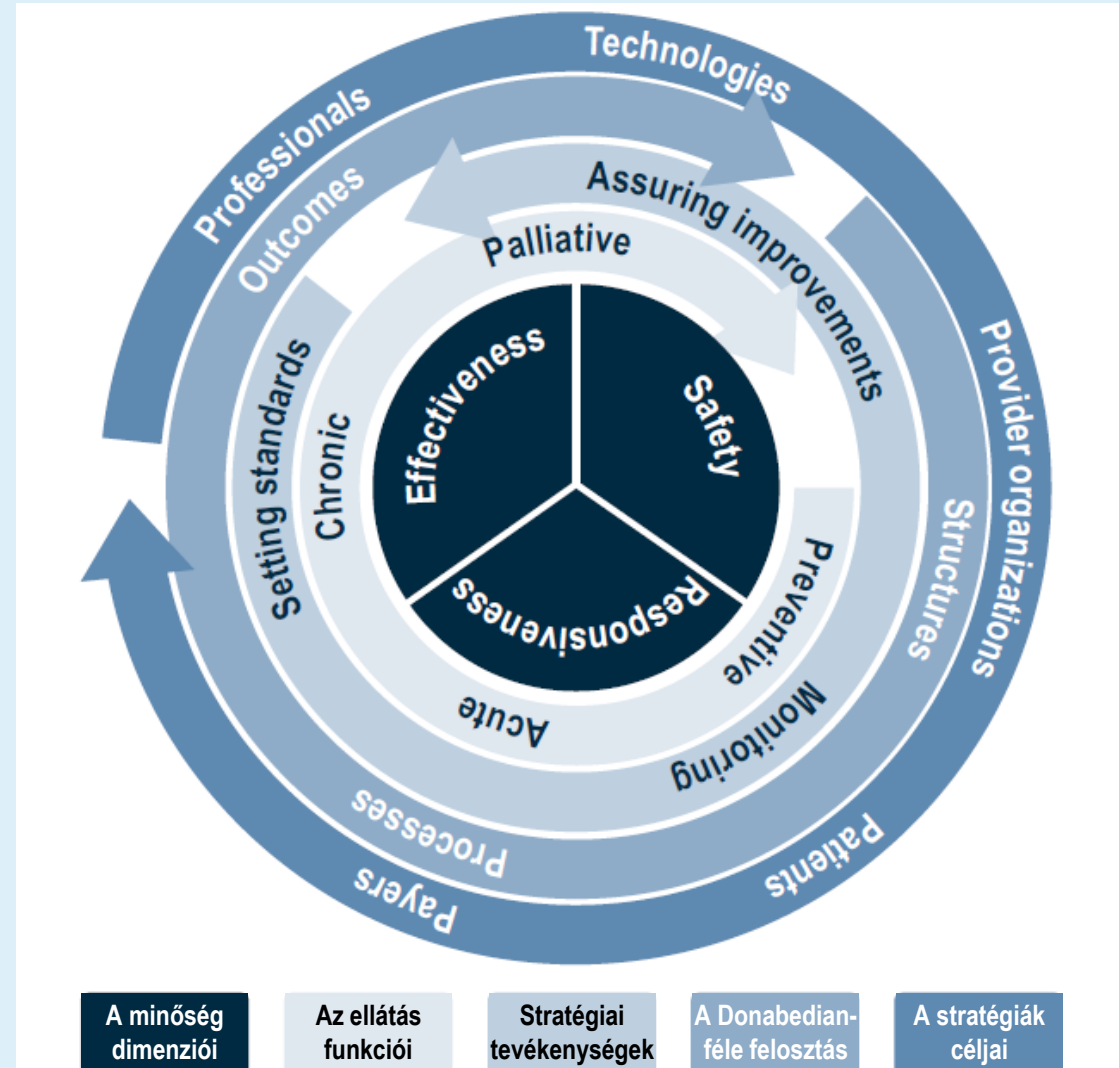 Technologies
Professionals
Provider organizations
Patients
Payers
Outcomes
Structures
Processes
Assuring improvements
Setting standards
Monitoring
Palliative
Chronic
Preventive
Acute
Effectiveness
Safety
Responsiveness
A minőség
dimenziói
Az ellátás
funkciói
Stratégiai
tevékenységek
A Donabedian-
féle felosztás
A stratégiák
céljai